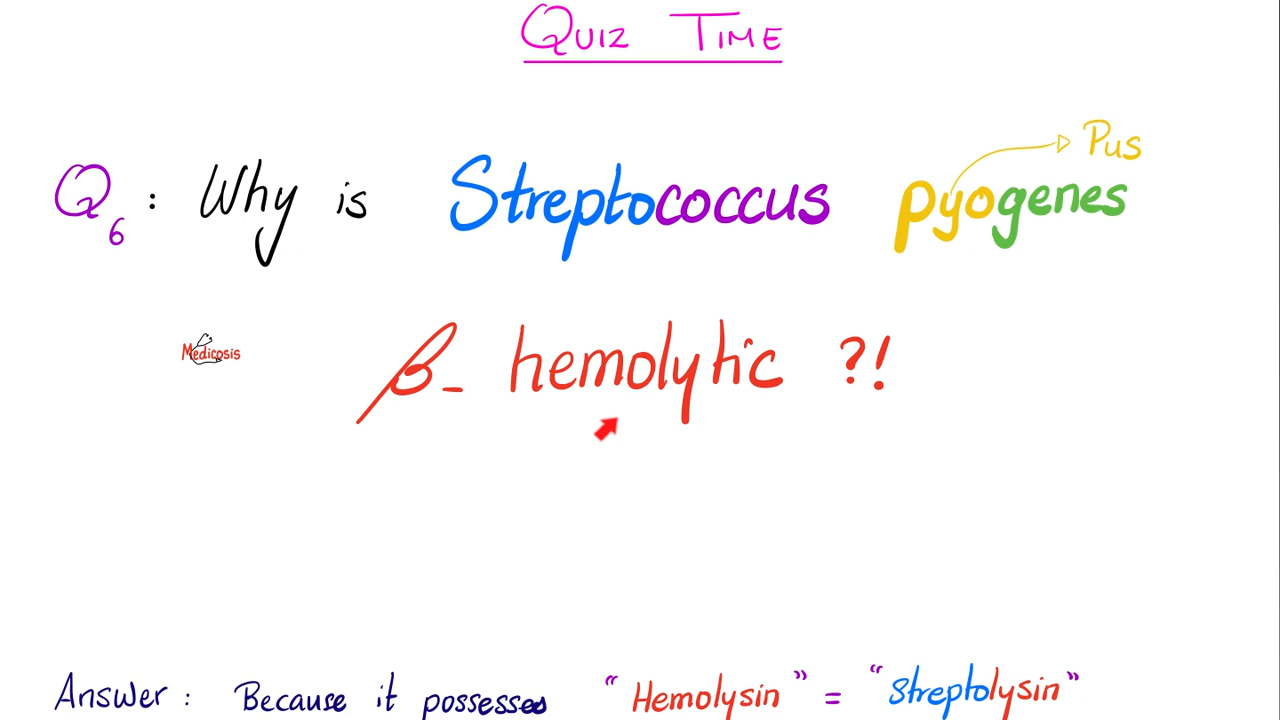 Quiz Time
Pus
Q6 : Why is Streptococcus pyogenes
Medicosis
β- hemolytic ?!
Answer : Because it possesses "Hemolysin" = "Streptolysin"